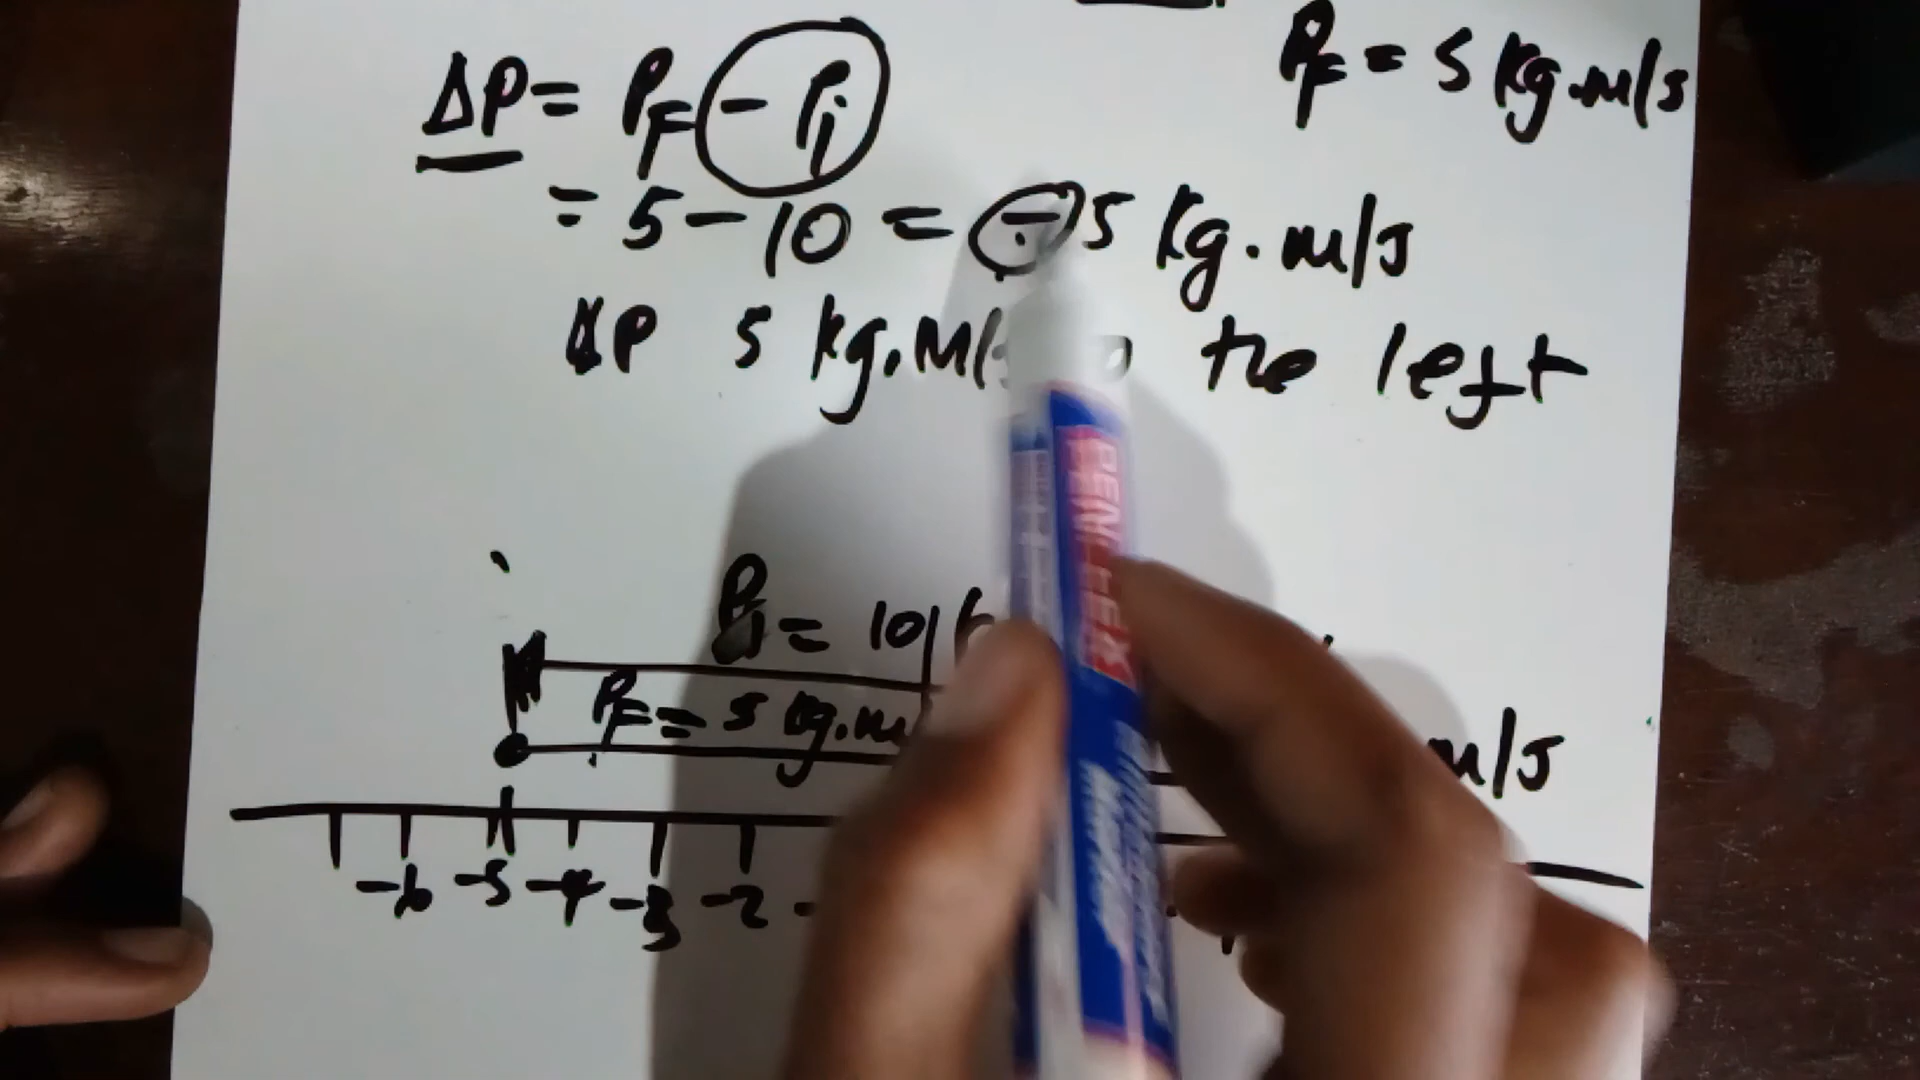 PF = 5 kg.m/s
ΔP = PF - Pi
= 5 - 10 = - 5 kg.m/s
ΔP 5 kg.M/ the left
Pi = 10
PF = 5 kg.m
m/s
-6 -5 -4 -3 -2
PENFLEX